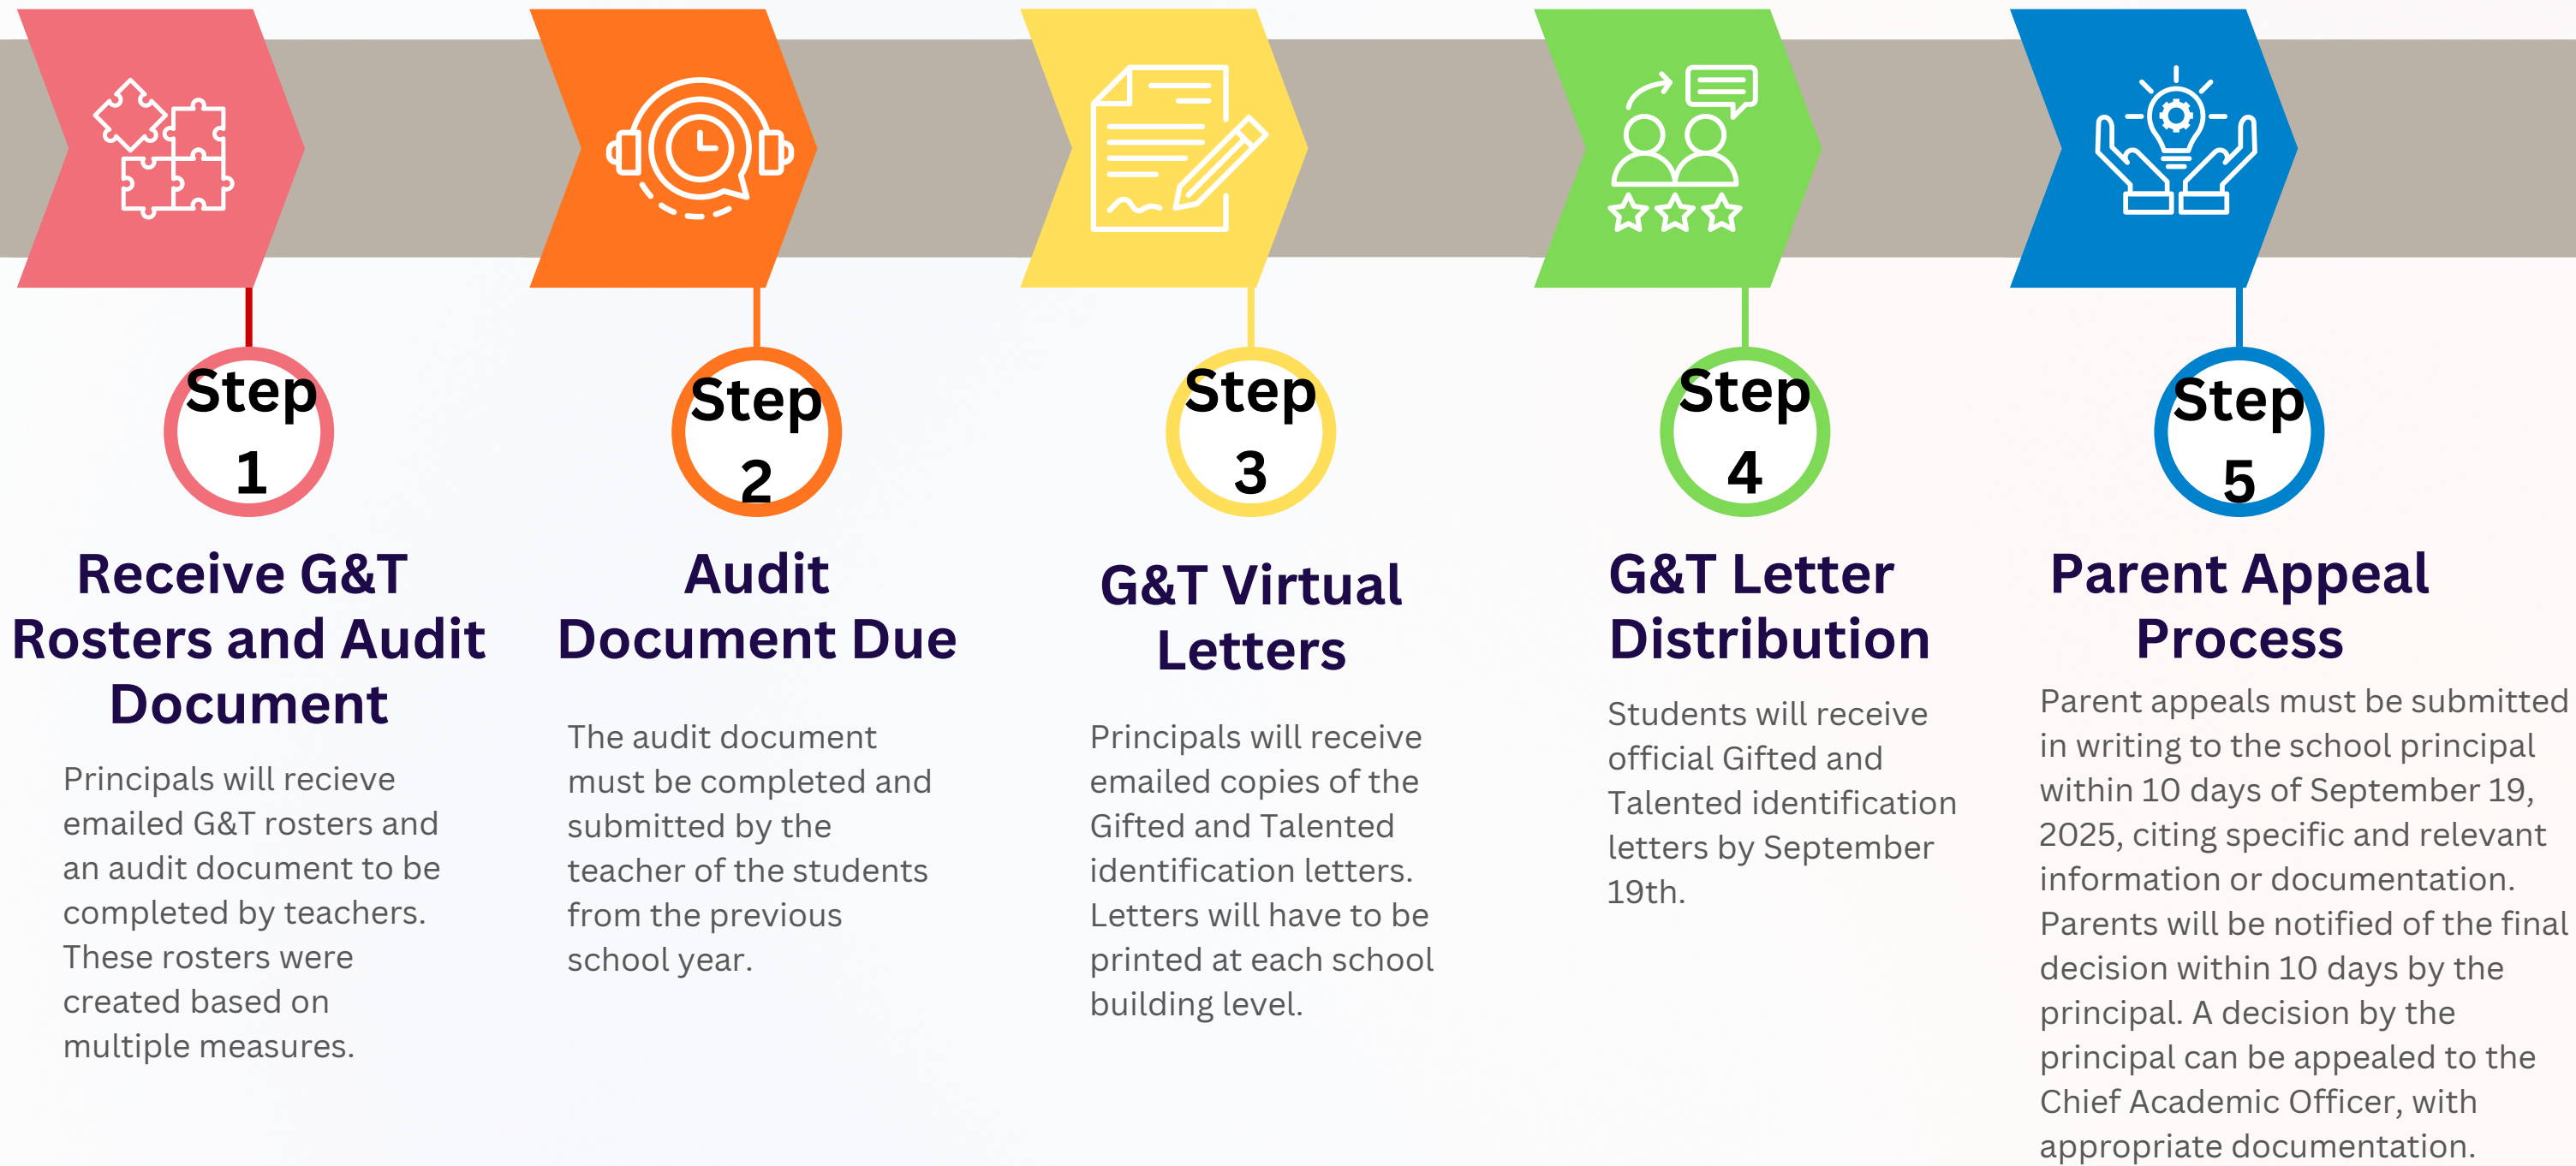 Step
1
Receive G&T
Rosters and Audit
Document
Principals will recieve
emailed G&T rosters and
an audit document to be
completed by teachers.
These rosters were
created based on
multiple measures.
Step
2
Audit
Document Due
The audit document
must be completed and
submitted by the
teacher of the students
from the previous
school year.
Step
3
G&T Virtual
Letters
Principals will receive
emailed copies of the
Gifted and Talented
identification letters.
Letters will have to be
printed at each school
building level.
Step
4
G&T Letter
Distribution
Students will receive
official Gifted and
Talented identification
letters by September
19th.
Step
5
Parent Appeal
Process
Parent appeals must be submitted
in writing to the school principal
within 10 days of September 19,
2025, citing specific and relevant
information or documentation.
Parents will be notified of the final
decision within 10 days by the
principal. A decision by the
principal can be appealed to the
Chief Academic Officer, with
appropriate documentation.